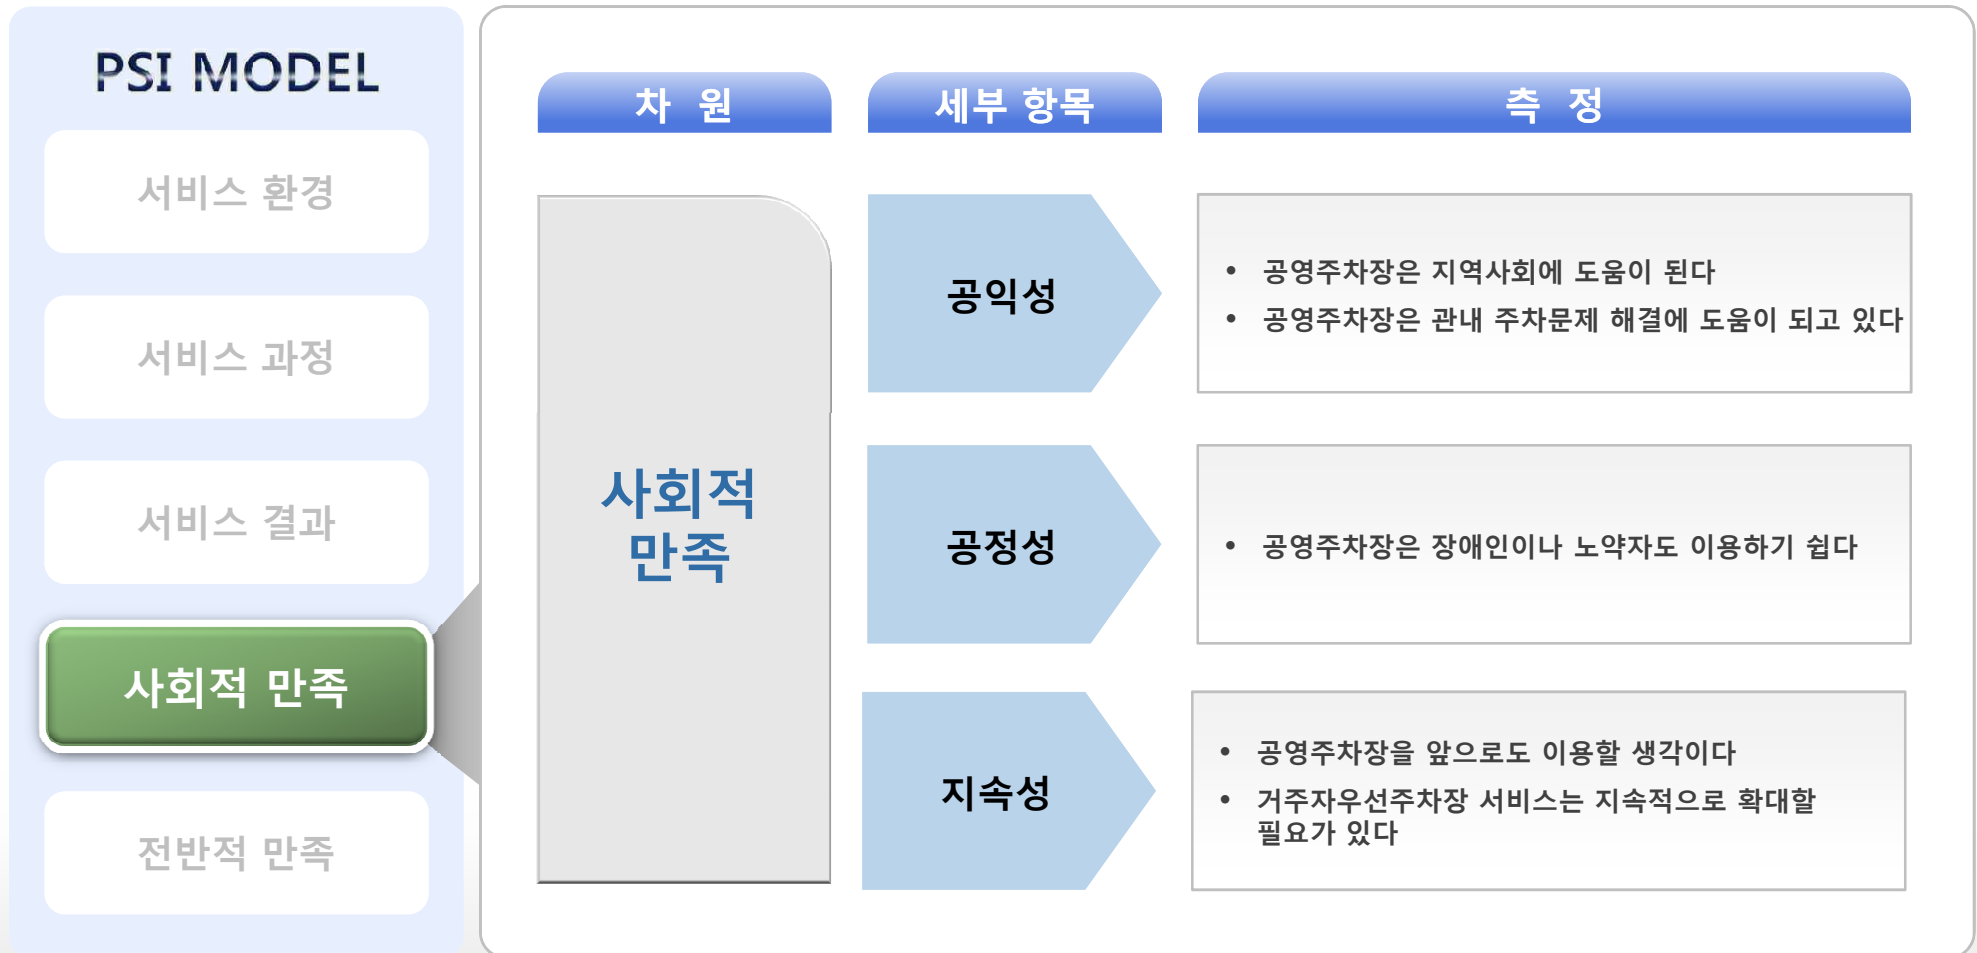 PSI MODEL
서비스 환경
서비스 과정
서비스 결과
사회적 만족
전반적 만족
차 원
세부 항목
측 정
사회적
만족
공익성
• 공영주차장은 지역사회에 도움이 된다
• 공영주차장은 관내 주차문제 해결에 도움이 되고 있다
공정성
• 공영주차장은 장애인이나 노약자도 이용하기 쉽다
지속성
• 공영주차장을 앞으로도 이용할 생각이다
• 거주자우선주차장 서비스는 지속적으로 확대할
필요가 있다